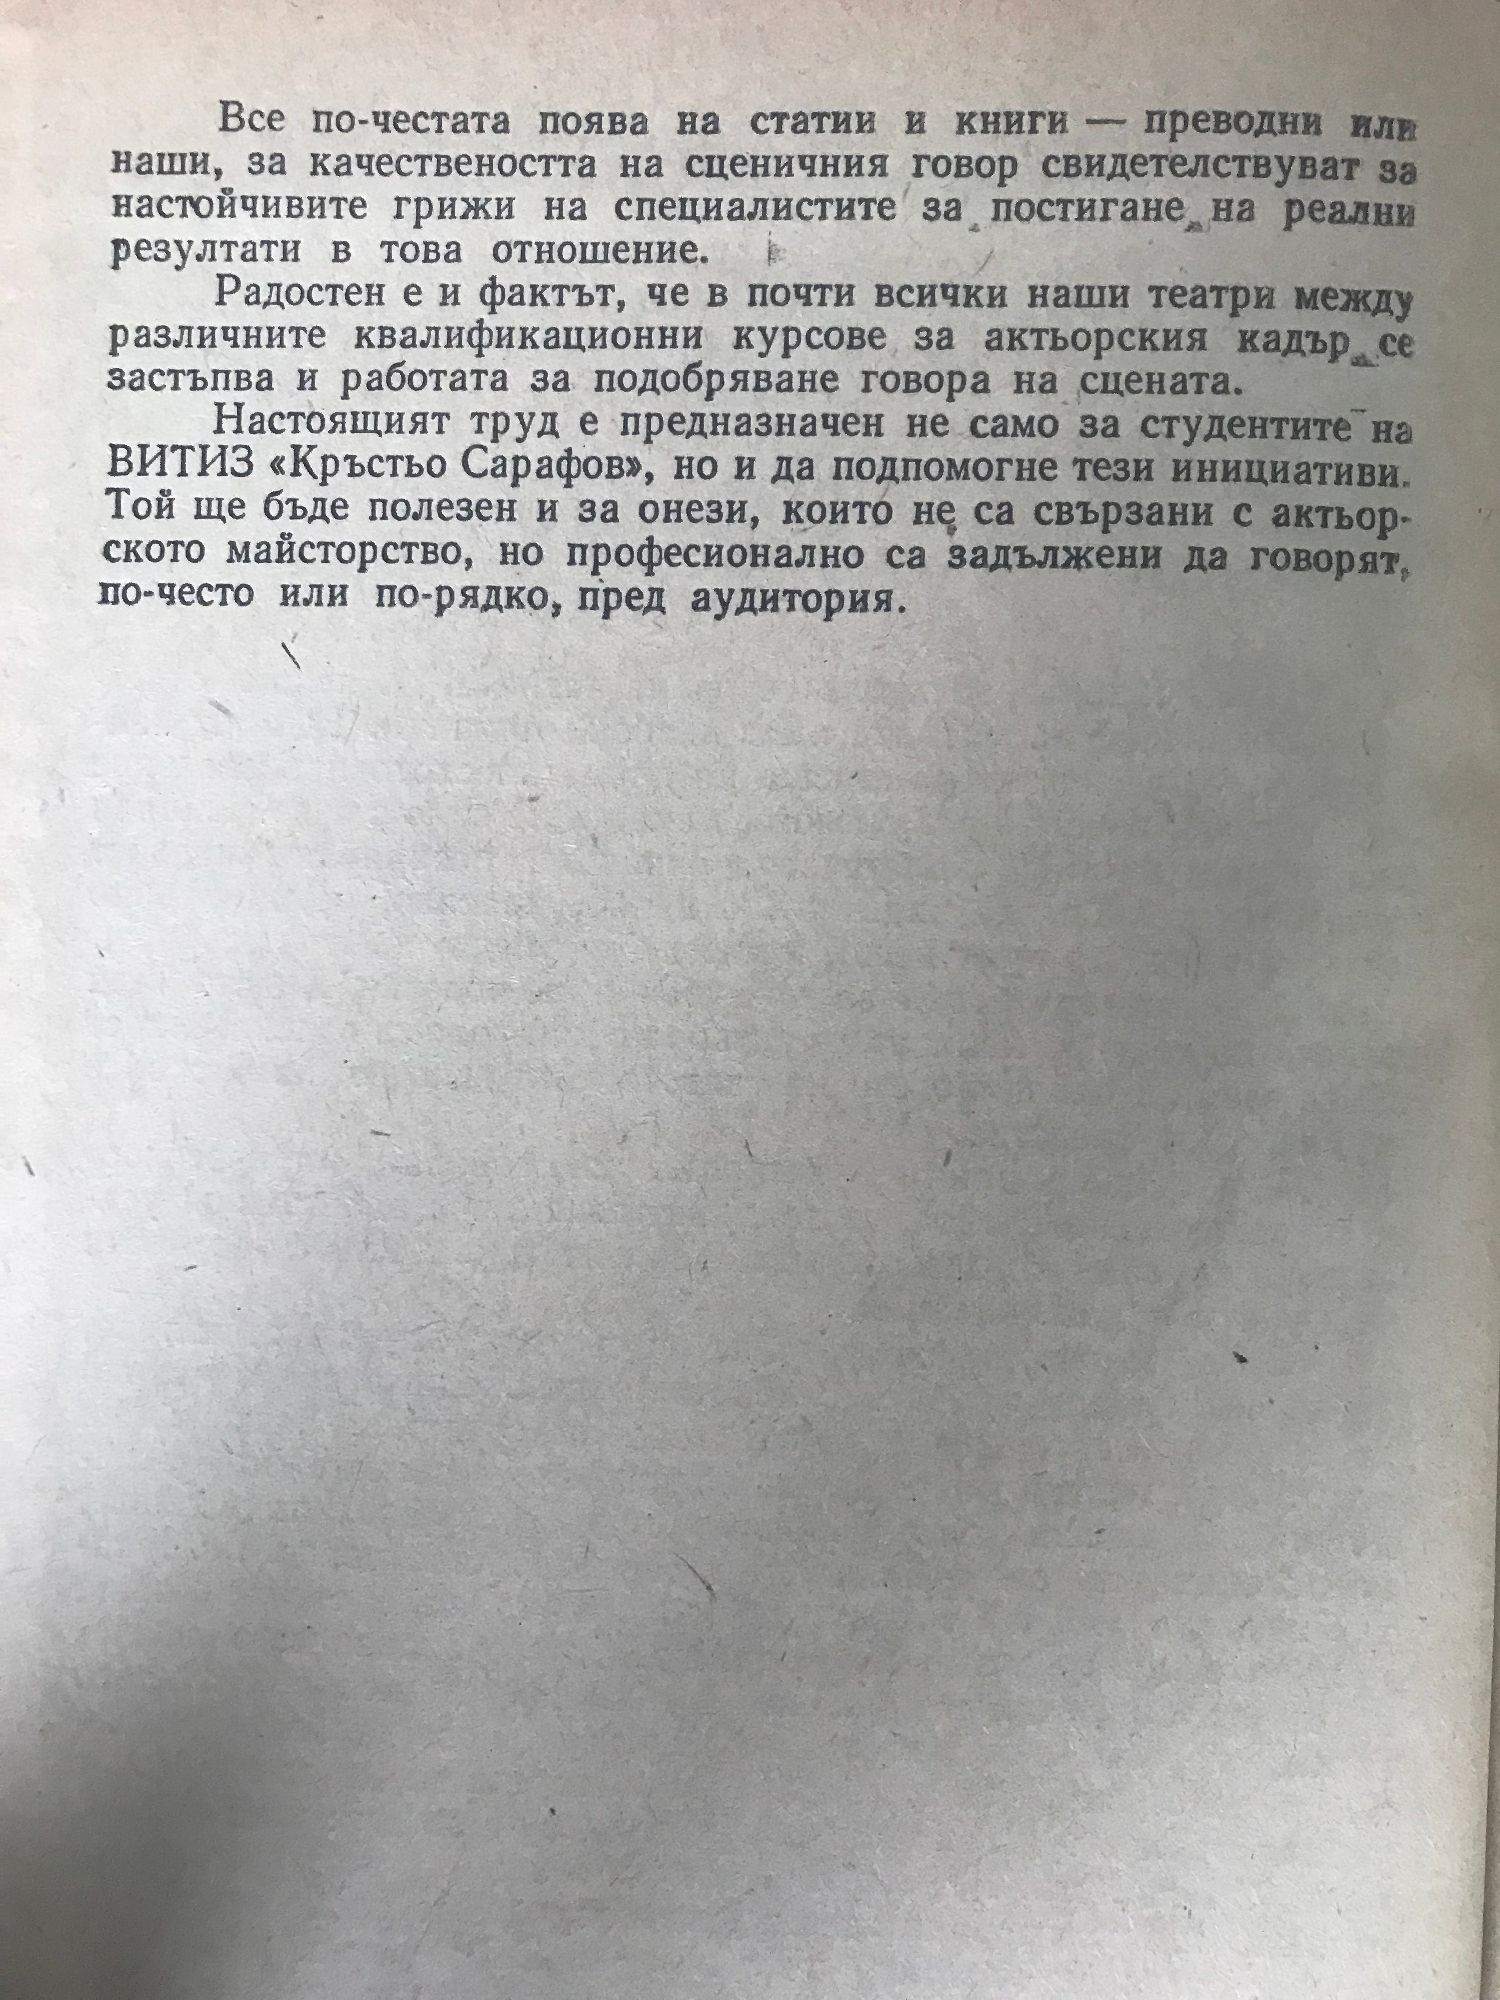 Все по-честата поява на статии и книги — преводни или
наши, за качествеността на сценичния говор свидетелствуват за
настойчивите грижи на специалистите за постигане на реални
резултати в това отношение.
Радостен е и фактът, че в почти всички наши театри между
различните квалификационни курсове за актьорския кадър се
застъпва и работата за подобряване говора на сцената.
Настоящият труд е предназначен не само за студентите на
ВИТИЗ «Кръстьо Сарафов», но и да подпомогне тези инициативи.
Той ще бъде полезен и за онези, които не са свързани с актьор-
ското майсторство, но професионално са задължени да говорят,
по-често или по-рядко, пред аудитория.